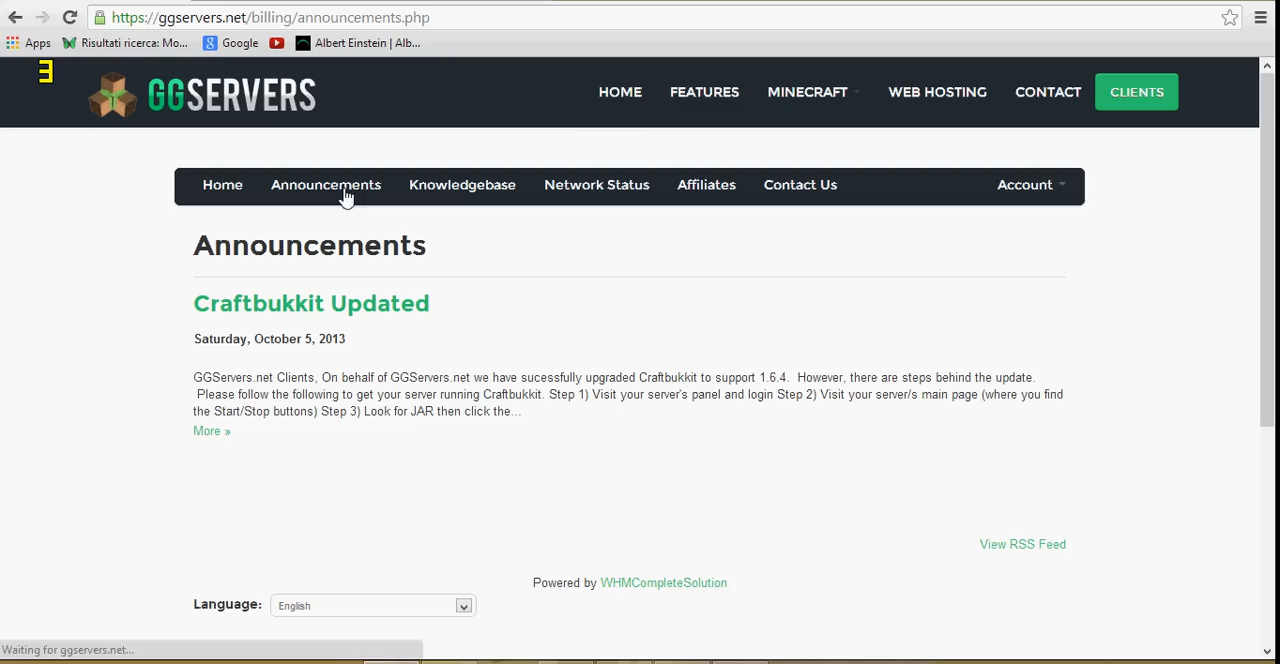 https://ggservers.net/billing/announcements.php
Apps Risultati ricerca: Mo... Google Albert Einstein | Alb...
GGSERVERS HOME FEATURES MINECRAFT WEB HOSTING CONTACT CLIENTS
Home Announcements Knowledgebase Network Status Affiliates Contact Us Account
Announcements
Craftbukkit Updated
Saturday, October 5, 2013
GGServers.net Clients, On behalf of GGServers.net we have sucessfully upgraded Craftbukkit to support 1.6.4.  However, there are steps behind the update.
Please follow the following to get your server running Craftbukkit. Step 1) Visit your server's panel and login Step 2) Visit your server/s main page (where you find
the Start/Stop buttons) Step 3) Look for JAR then click the...
More »
View RSS Feed
Powered by WHMCompleteSolution
Language: English
Waiting for ggservers.net...